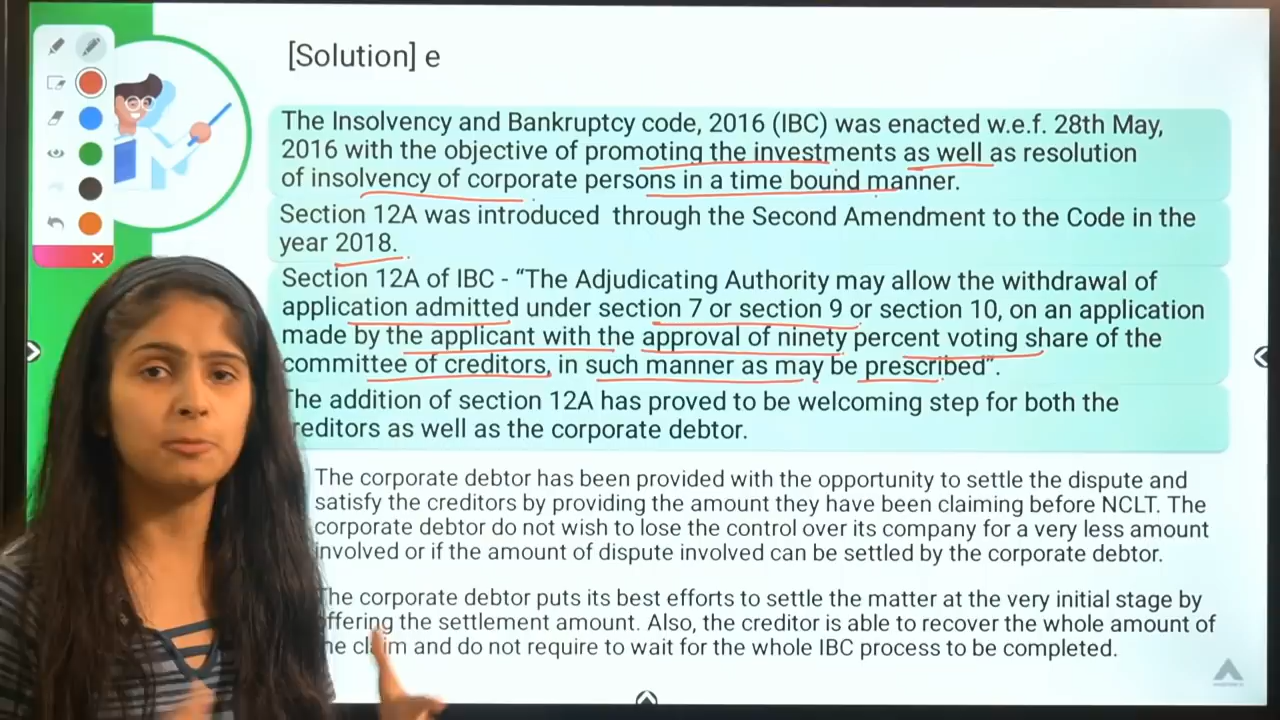 [Solution] e
The Insolvency and Bankruptcy code, 2016 (IBC) was enacted w.e.f. 28th May,
2016 with the objective of promoting the investments as well as resolution
of insolvency of corporate persons in a time bound manner.
Section 12A was introduced through the Second Amendment to the Code in the
year 2018.
Section 12A of IBC - “The Adjudicating Authority may allow the withdrawal of
application admitted under section 7 or section 9 or section 10, on an application
made by the applicant with the approval of ninety percent voting share of the
committee of creditors, in such manner as may be prescribed”.
The addition of section 12A has proved to be welcoming step for both the
reditors as well as the corporate debtor.
The corporate debtor has been provided with the opportunity to settle the dispute and
satisfy the creditors by providing the amount they have been claiming before NCLT. The
corporate debtor do not wish to lose the control over its company for a very less amount
involved or if the amount of dispute involved can be settled by the corporate debtor.
The corporate debtor puts its best efforts to settle the matter at the very initial stage by
ffering the settlement amount. Also, the creditor is able to recover the whole amount of
he claim and do not require to wait for the whole IBC process to be completed.